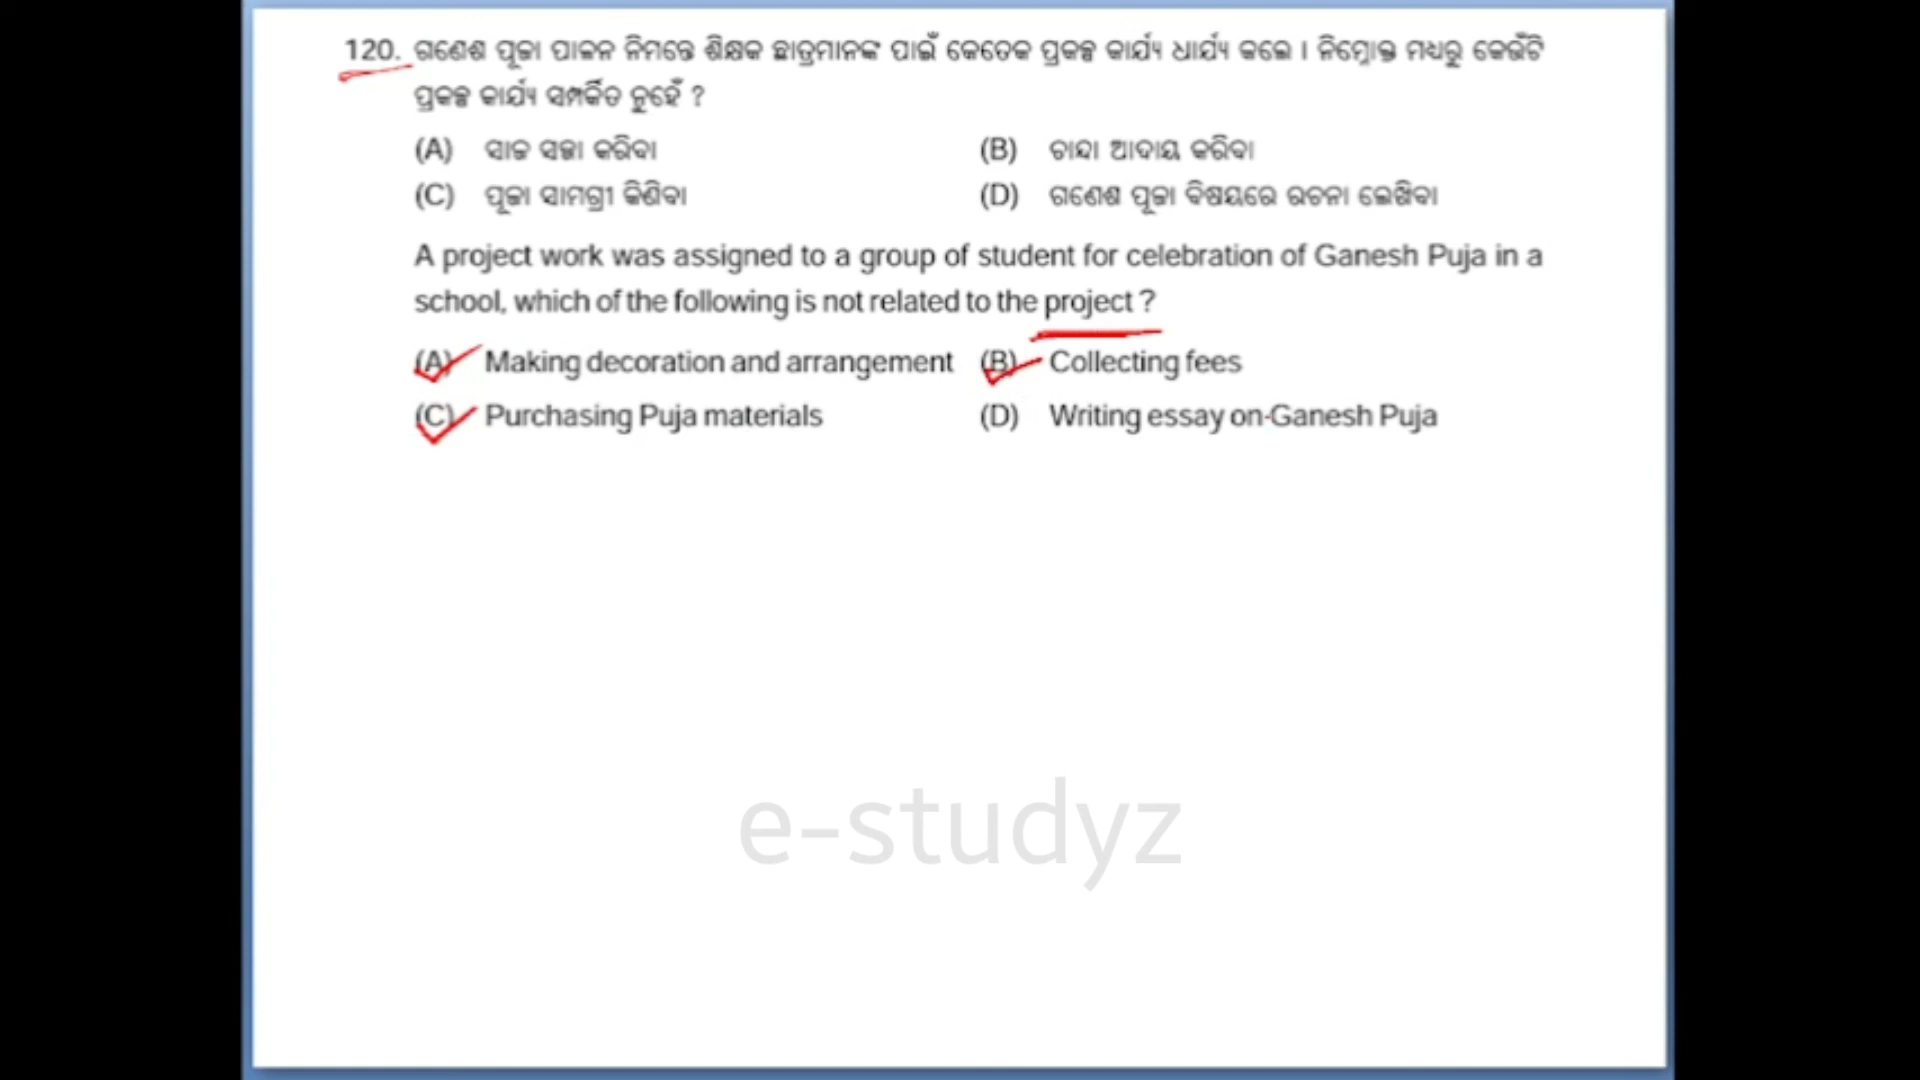 120. ଗଣେଶ ପୂଜା ପାଳନ ନିମନ୍ତେ ଶିକ୍ଷକ ଛାତ୍ରମାନଙ୍କ ପାଇଁ କେତେକ ପ୍ରକଳ୍ପ କାର୍ଯ୍ୟ ଧାର୍ଯ୍ୟ କଲେ । ନିମ୍ନୋକ୍ତ ମଧ୍ୟରୁ କେଉଁଟି
ପ୍ରକଳ୍ପ କାର୍ଯ୍ୟ ସମ୍ପର୍କିତ ନୁହେଁ ?
(A) ସାଜ ସଜ୍ଜା କରିବା (B) ଚାନ୍ଦା ଆଦାୟ କରିବା
(C) ପୂଜା ସାମଗ୍ରୀ କିଣିବା (D) ଗଣେଶ ପୂଜା ବିଷୟରେ ରଚନା ଲେଖିବା
A project work was assigned to a group of student for celebration of Ganesh Puja in a
school, which of the following is not related to the project ?
(A) Making decoration and arrangement (B) Collecting fees
(C) Purchasing Puja materials (D) Writing essay on Ganesh Puja
e-studyz